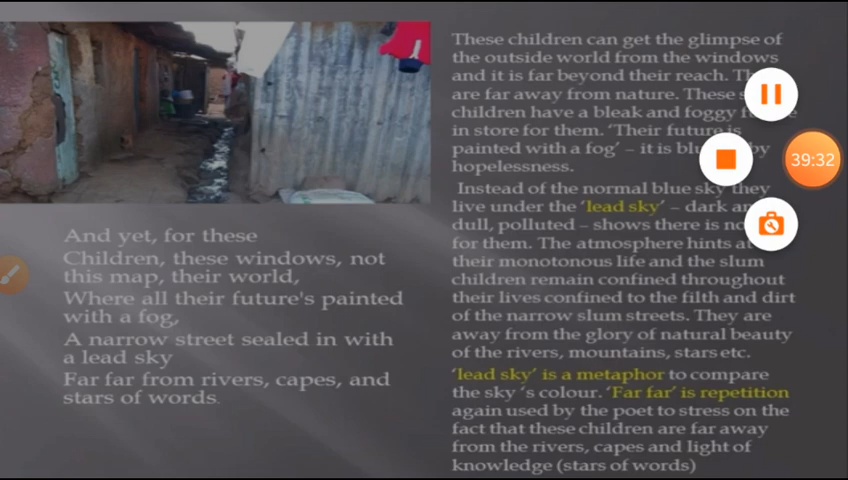 And yet, for these
Children, these windows, not
this map, their world,
Where all their future's painted
with a fog,
A narrow street sealed in with
a lead sky
Far far from rivers, capes, and
stars of words.
These children can get the glimpse of
the outside world from the windows
and it is far beyond their reach.
are far away from nature. These
children have a bleak and foggy
in store for them. 'Their future is
painted with a fog' – it is by
hopelessness.
Instead of the normal blue sky they
live under the 'lead sky' – dark
dull, polluted – shows there is
for them. The atmosphere hints at
their monotonous life and the slum
children remain confined throughout
their lives confined to the filth and dirt
of the narrow slum streets. They are
away from the glory of natural beauty
of the rivers, mountains, stars etc.
'lead sky' is a metaphor to compare
the sky 's colour. 'Far far' is repetition
again used by the poet to stress on the
fact that these children are far away
from the rivers, capes and light of
knowledge (stars of words)
39:32